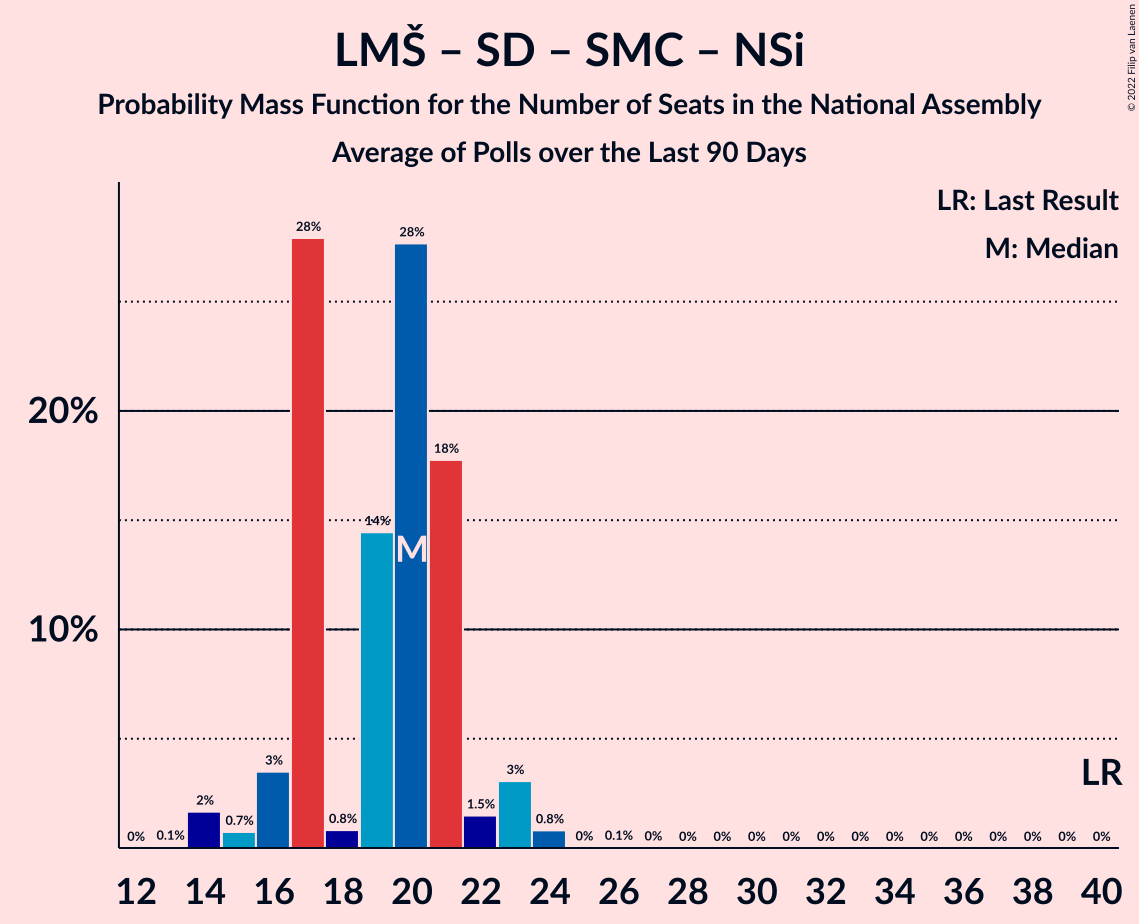 LMŠ – SD – SMC – NSi
Probability Mass Function for the Number of Seats in the National Assembly
Average of Polls over the Last 90 Days
© 2022 Filip van Laenen
LR: Last Result
M: Median
28%
28%
20%
18%
14%
M
10%
LR
3%
3%
2%
1.5%
0% 0.1% 0.7% 0.8% 0.8% 0% 0.1% 0% 0% 0% 0% 0% 0% 0% 0% 0% 0% 0% 0% 0% 0%
12 14 16 18 20 22 24 26 28 30 32 34 36 38 40